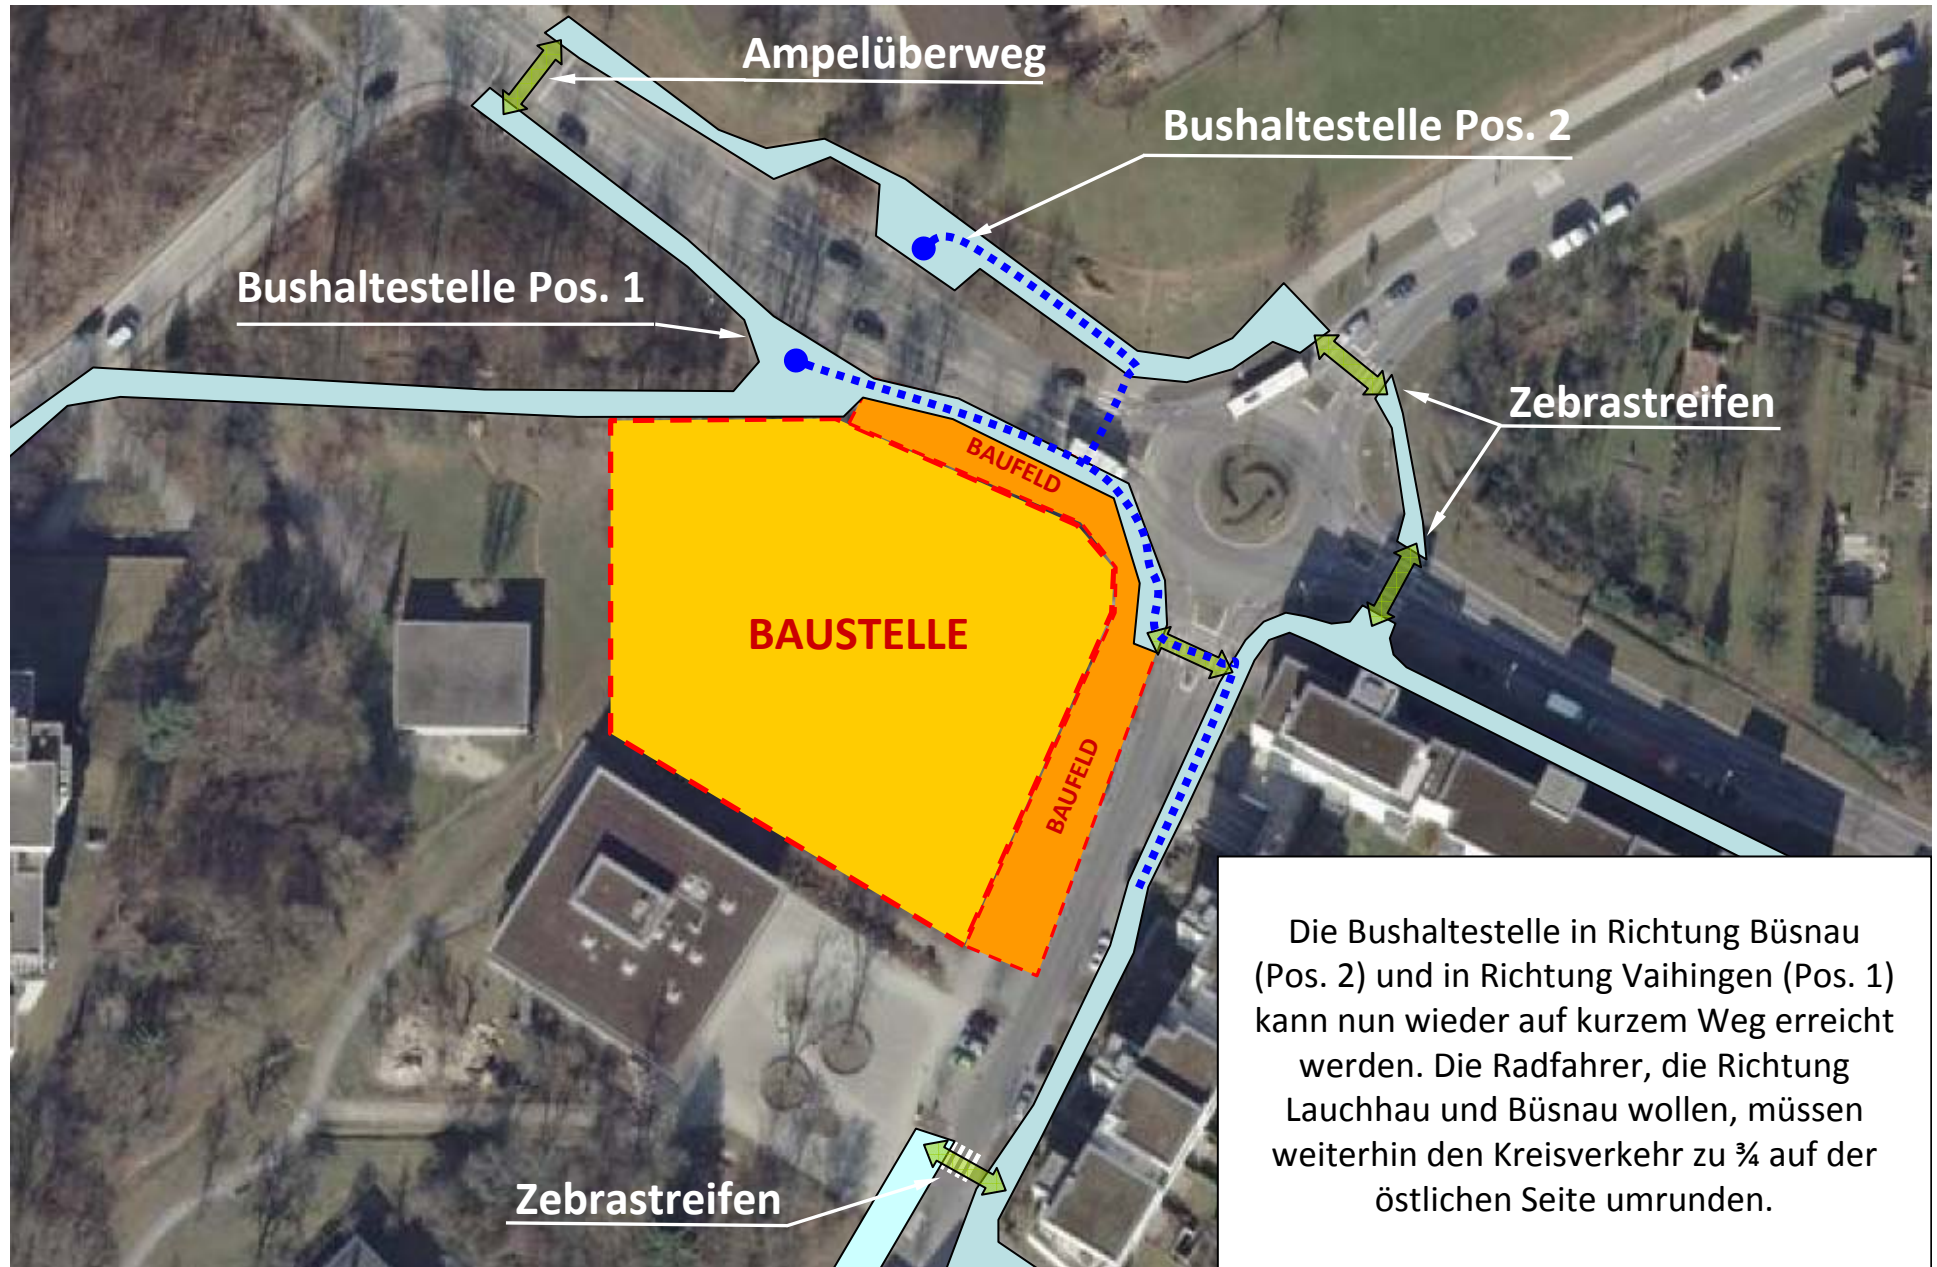 Ampelüberweg
Bushaltestelle Pos. 2
Bushaltestelle Pos. 1
Zebrastreifen
BAUFELD
BAUSTELLE
BAUFELD
Die Bushaltestelle in Richtung Büsnau
(Pos. 2) und in Richtung Vaihingen (Pos. 1)
kann nun wieder auf kurzem Weg erreicht
werden. Die Radfahrer, die Richtung
Lauchhau und Büsnau wollen, müssen
weiterhin den Kreisverkehr zu ¾ auf der
östlichen Seite umrunden.
Zebrastreifen